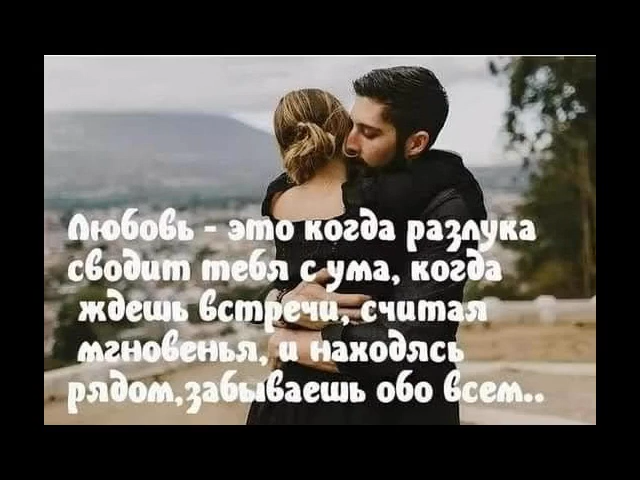 Любовь - это когда разлука
сводит тебя с ума, когда
ждешь встречи, считая
мгновенья, и находясь
рядом,забываешь обо всем..